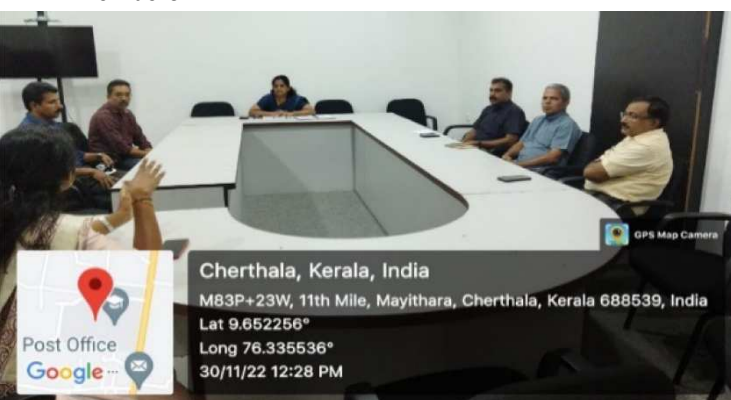 GPS Map Camera
Cherthala, Kerala, India
M83P+23W, 11th Mile, Mayithara, Cherthala, Kerala 688539, India
Lat 9.652256°
Long 76.335536°
30/11/22 12:28 PM
Post Office
Google